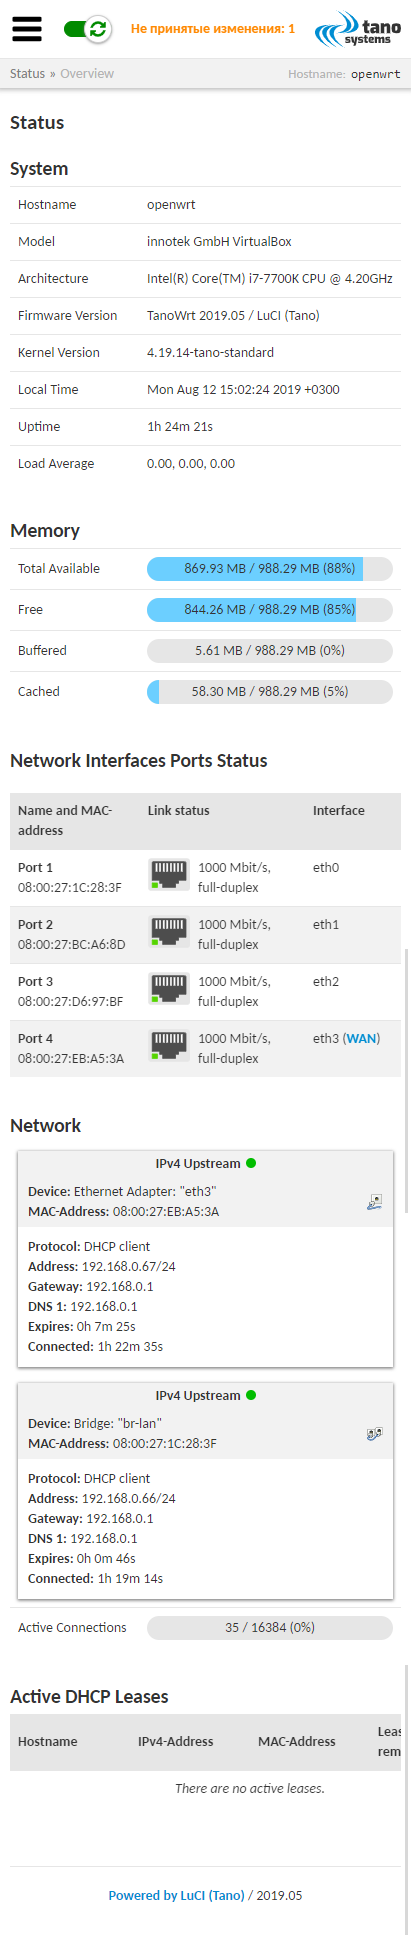 Не принятые изменения: 1
tano
systems
Status » Overview
Hostname: openwrt
Status
System
Hostname openwrt
Model innotek GmbH VirtualBox
Architecture Intel(R) Core(TM) i7-7700K CPU @ 4.20GHz
Firmware Version TanoWrt 2019.05 / LuCI (Tano)
Kernel Version 4.19.14-tano-standard
Local Time Mon Aug 12 15:02:24 2019 +0300
Uptime 1h 24m 21s
Load Average 0.00, 0.00, 0.00
Memory
Total Available 869.93 MB / 988.29 MB (88%)
Free 844.26 MB / 988.29 MB (85%)
Buffered 5.61 MB / 988.29 MB (0%)
Cached 58.30 MB / 988.29 MB (5%)
Network Interfaces Ports Status
Name and MAC-
address
Link status
Interface
Port 1
08:00:27:1C:28:3F
1000 Mbit/s,
full-duplex
eth0
Port 2
08:00:27:BC:A6:8D
1000 Mbit/s,
full-duplex
eth1
Port 3
08:00:27:D6:97:BF
1000 Mbit/s,
full-duplex
eth2
Port 4
08:00:27:EB:A5:3A
1000 Mbit/s,
full-duplex
eth3 (WAN)
Network
IPv4 Upstream
Device: Ethernet Adapter: "eth3"
MAC-Address: 08:00:27:EB:A5:3A
Protocol: DHCP client
Address: 192.168.0.67/24
Gateway: 192.168.0.1
DNS 1: 192.168.0.1
Expires: 0h 7m 25s
Connected: 1h 22m 35s
IPv4 Upstream
Device: Bridge: "br-lan"
MAC-Address: 08:00:27:1C:28:3F
Protocol: DHCP client
Address: 192.168.0.66/24
Gateway: 192.168.0.1
DNS 1: 192.168.0.1
Expires: 0h 0m 46s
Connected: 1h 19m 14s
Active Connections 35 / 16384 (0%)
Active DHCP Leases
Hostname
IPv4-Address
MAC-Address
Leas
rem
There are no active leases.
Powered by LuCI (Tano) / 2019.05